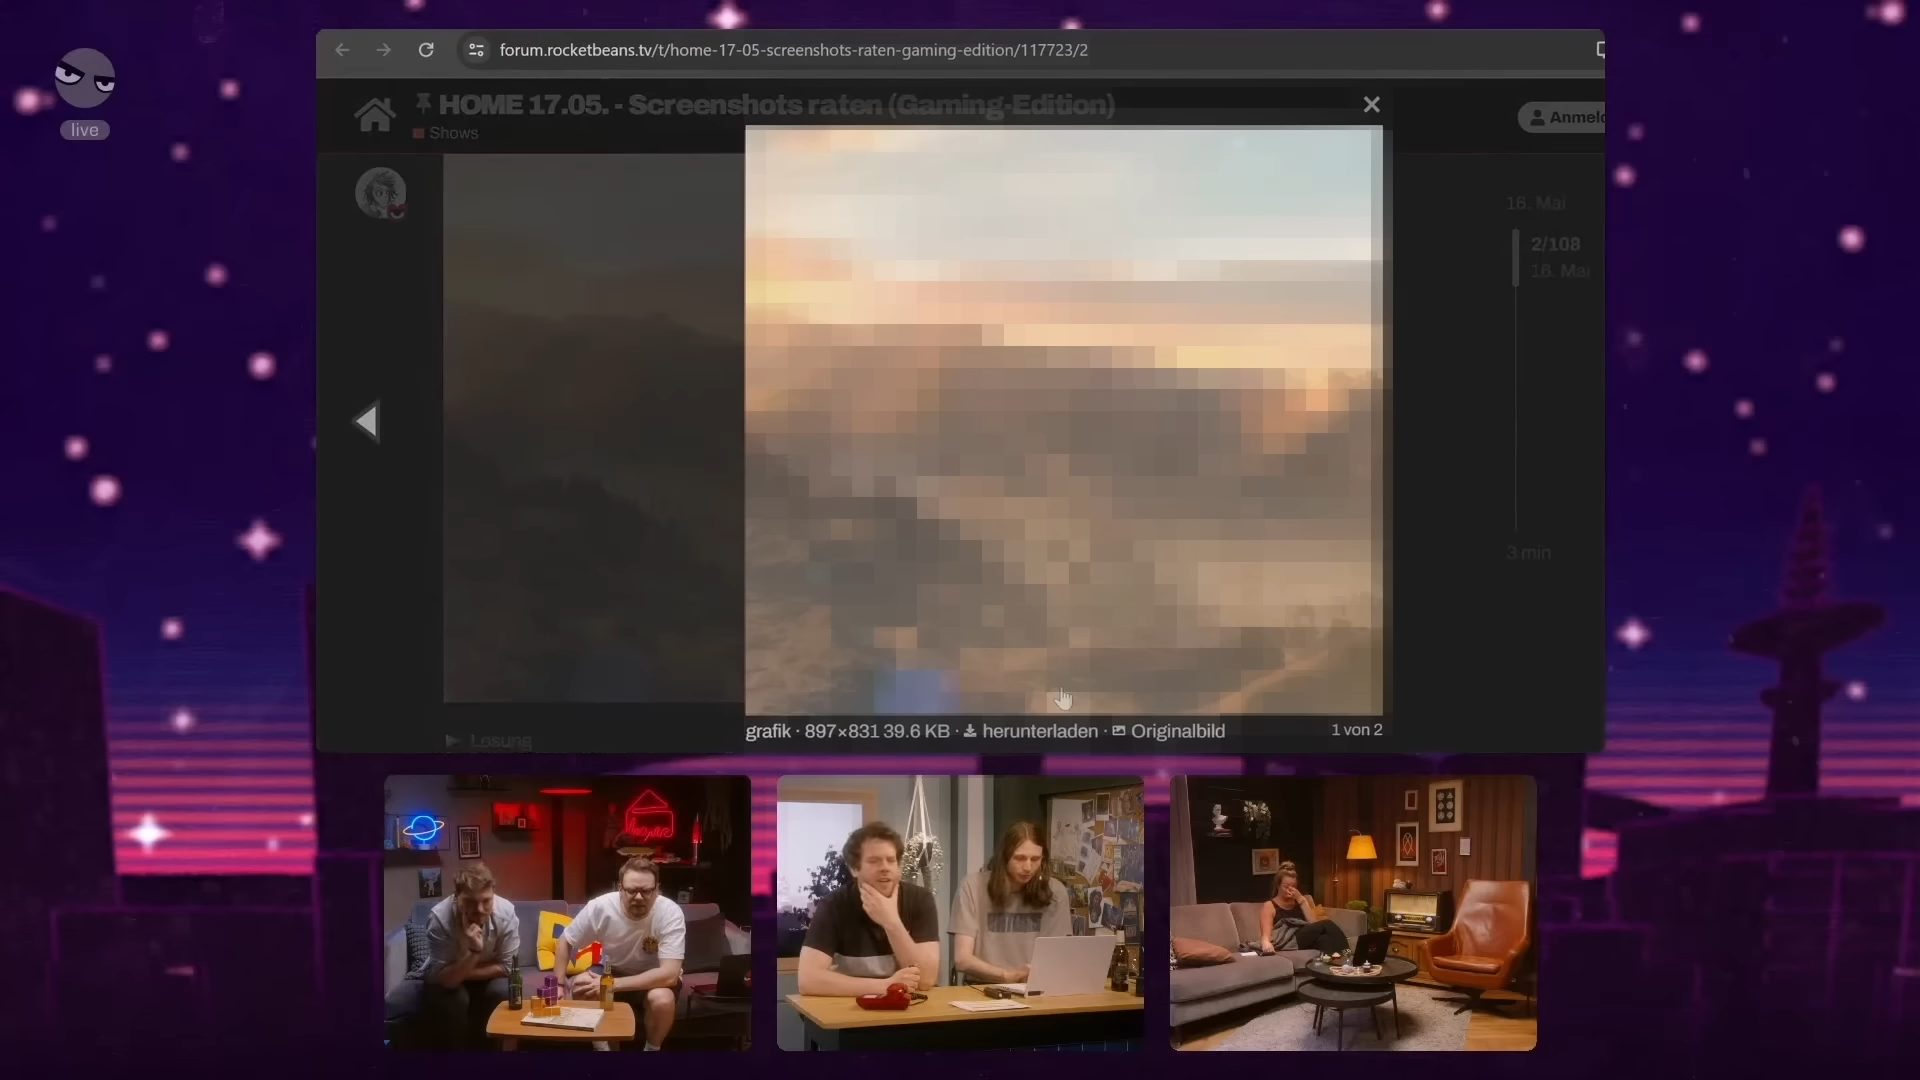 forum.rocketbeans.tv/t/home-17-05-screenshots-raten-gaming-edition/117723/2
live
HOME 17.05. - Screenshots raten (Gaming-Edition)
Shows
16. Mai
2/108
16. Mai
3 min
grafik · 897×831 39.6 KB · herunterladen · Originalbild
1 von 2
Lösung